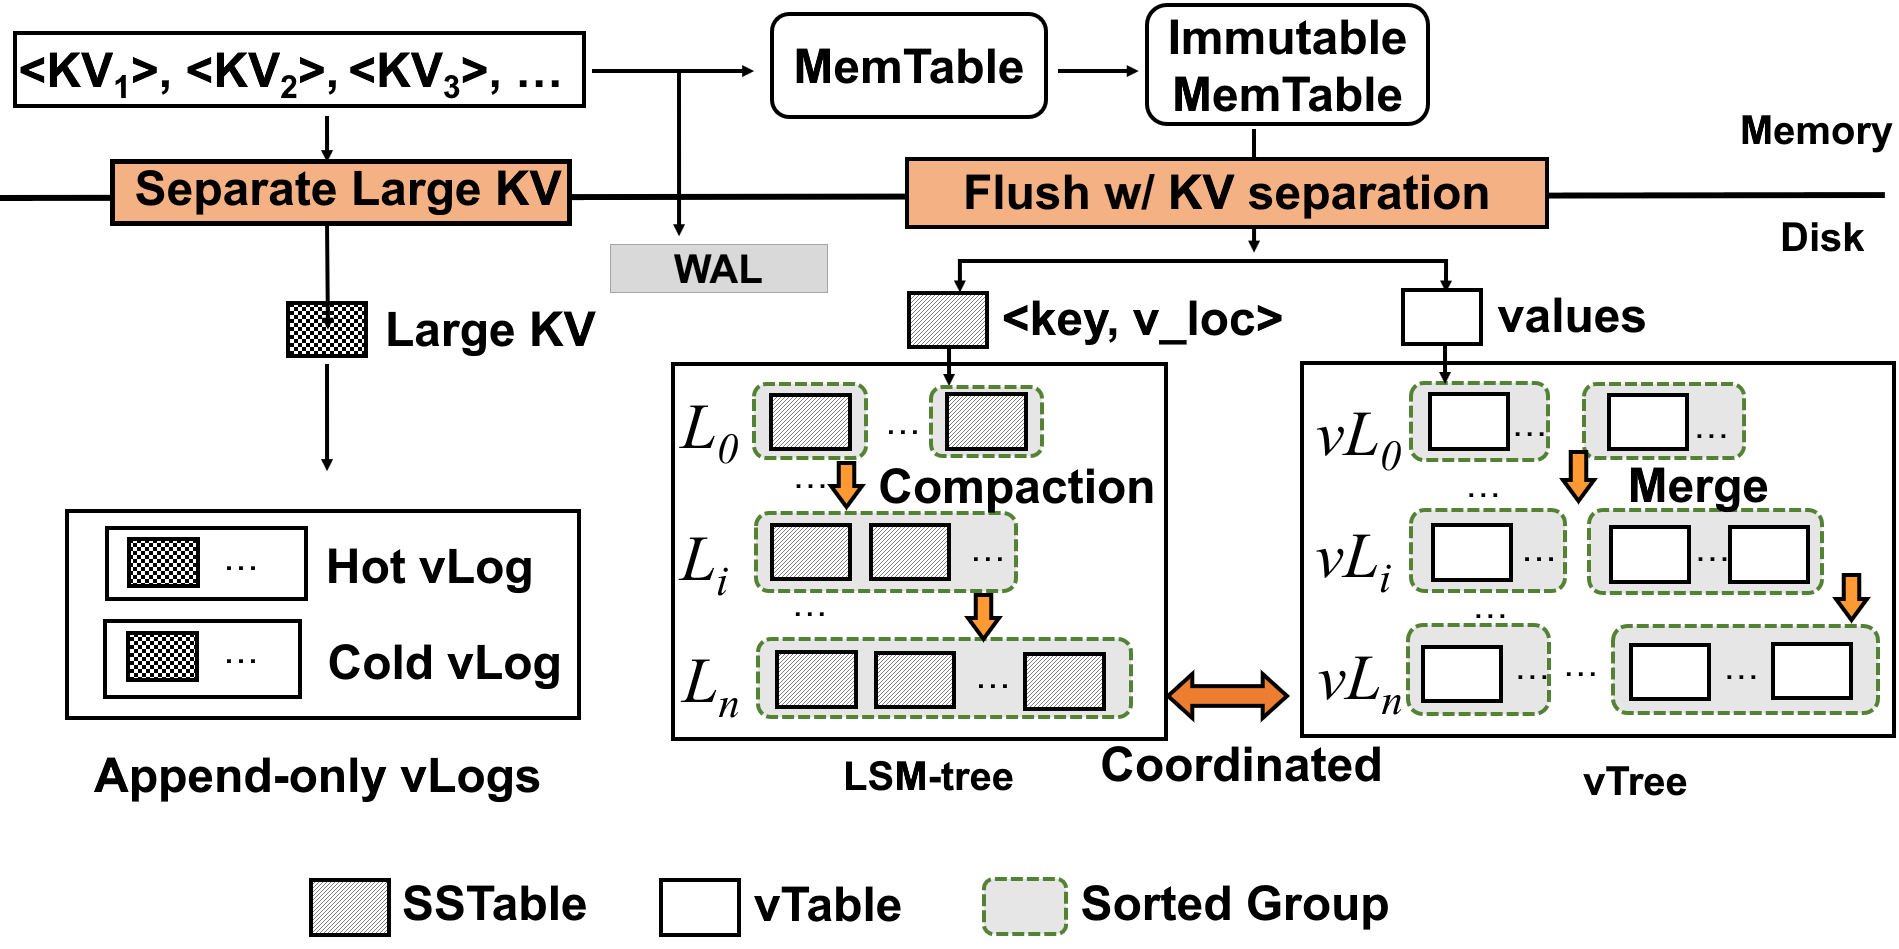 <KV1>, <KV2>, <KV3>, ...
MemTable
Immutable
MemTable
Memory
Separate Large KV
Flush w/ KV separation
Disk
WAL
Large KV
<key, v_loc>
values
L0
...
vL0
...
...
...
Compaction
...
Merge
Li
...
vLi
...
...
...
...
Ln
...
vLn
...
...
...
Hot vLog
...
Cold vLog
...
Append-only vLogs
LSM-tree
Coordinated
vTree
SSTable
vTable
Sorted Group